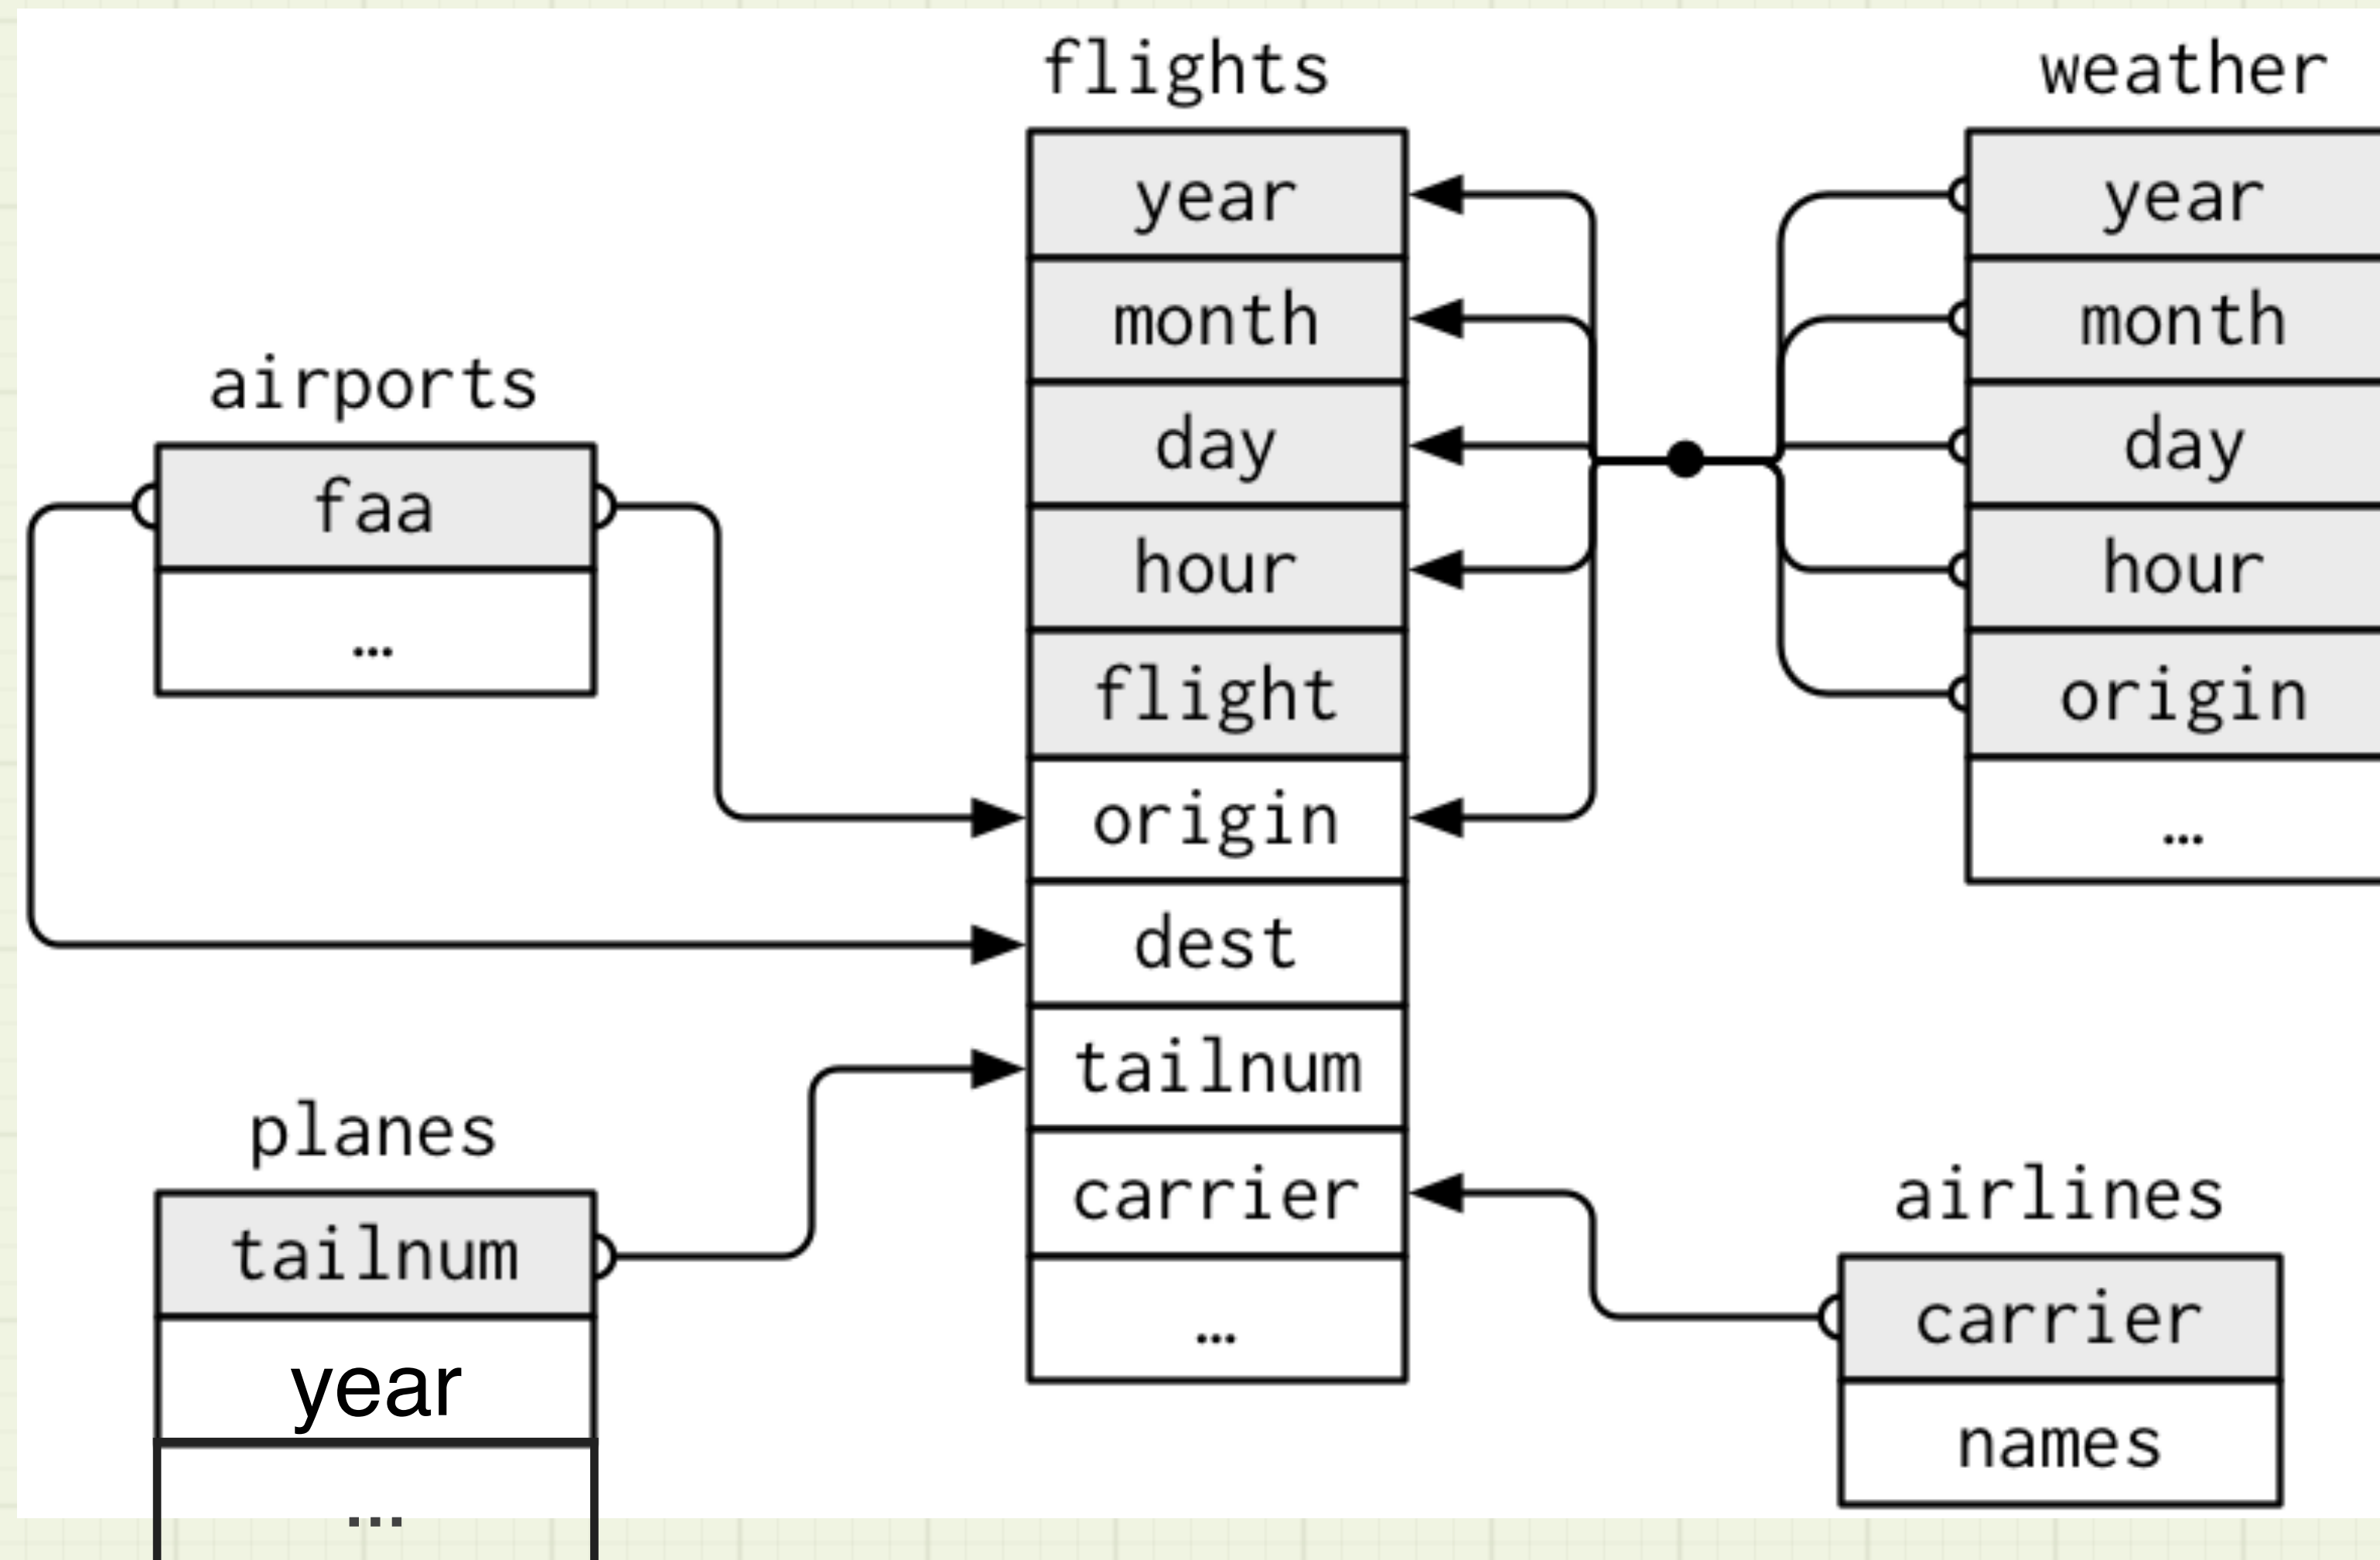 flights
year
month
day
hour
flight
origin
dest
tailnum
carrier
...
weather
year
month
day
hour
origin
...
airports
faa
...
planes
tailnum
year
...
airlines
carrier
names